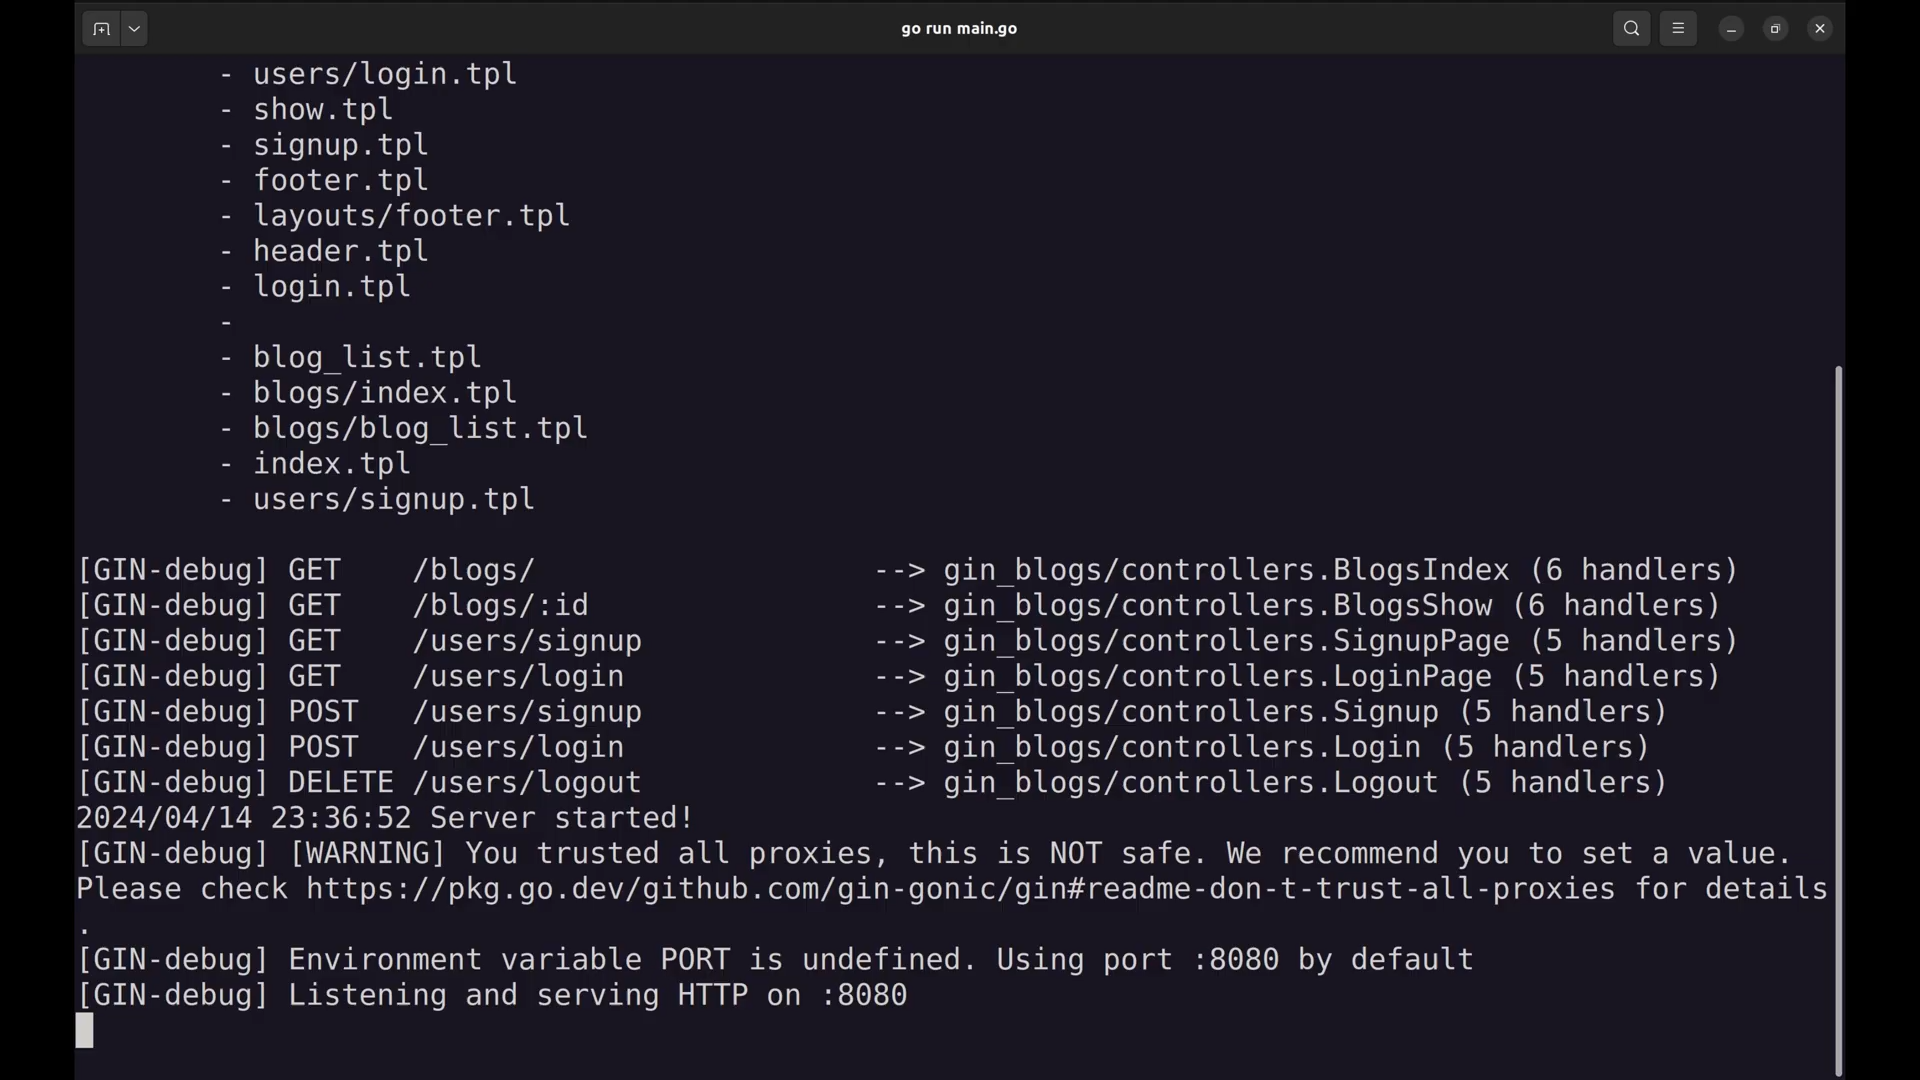 go run main.go
- users/login.tpl
- show.tpl
- signup.tpl
- footer.tpl
- layouts/footer.tpl
- header.tpl
- login.tpl
-
- blog_list.tpl
- blogs/index.tpl
- blogs/blog_list.tpl
- index.tpl
- users/signup.tpl
[GIN-debug] GET    /blogs/                   --> gin_blogs/controllers.BlogsIndex (6 handlers)
[GIN-debug] GET    /blogs/:id                --> gin_blogs/controllers.BlogsShow (6 handlers)
[GIN-debug] GET    /users/signup             --> gin_blogs/controllers.SignupPage (5 handlers)
[GIN-debug] GET    /users/login              --> gin_blogs/controllers.LoginPage (5 handlers)
[GIN-debug] POST   /users/signup             --> gin_blogs/controllers.Signup (5 handlers)
[GIN-debug] POST   /users/login              --> gin_blogs/controllers.Login (5 handlers)
[GIN-debug] DELETE /users/logout             --> gin_blogs/controllers.Logout (5 handlers)
2024/04/14 23:36:52 Server started!
[GIN-debug] [WARNING] You trusted all proxies, this is NOT safe. We recommend you to set a value.
Please check https://pkg.go.dev/github.com/gin-gonic/gin#readme-don-t-trust-all-proxies for details
.
[GIN-debug] Environment variable PORT is undefined. Using port :8080 by default
[GIN-debug] Listening and serving HTTP on :8080